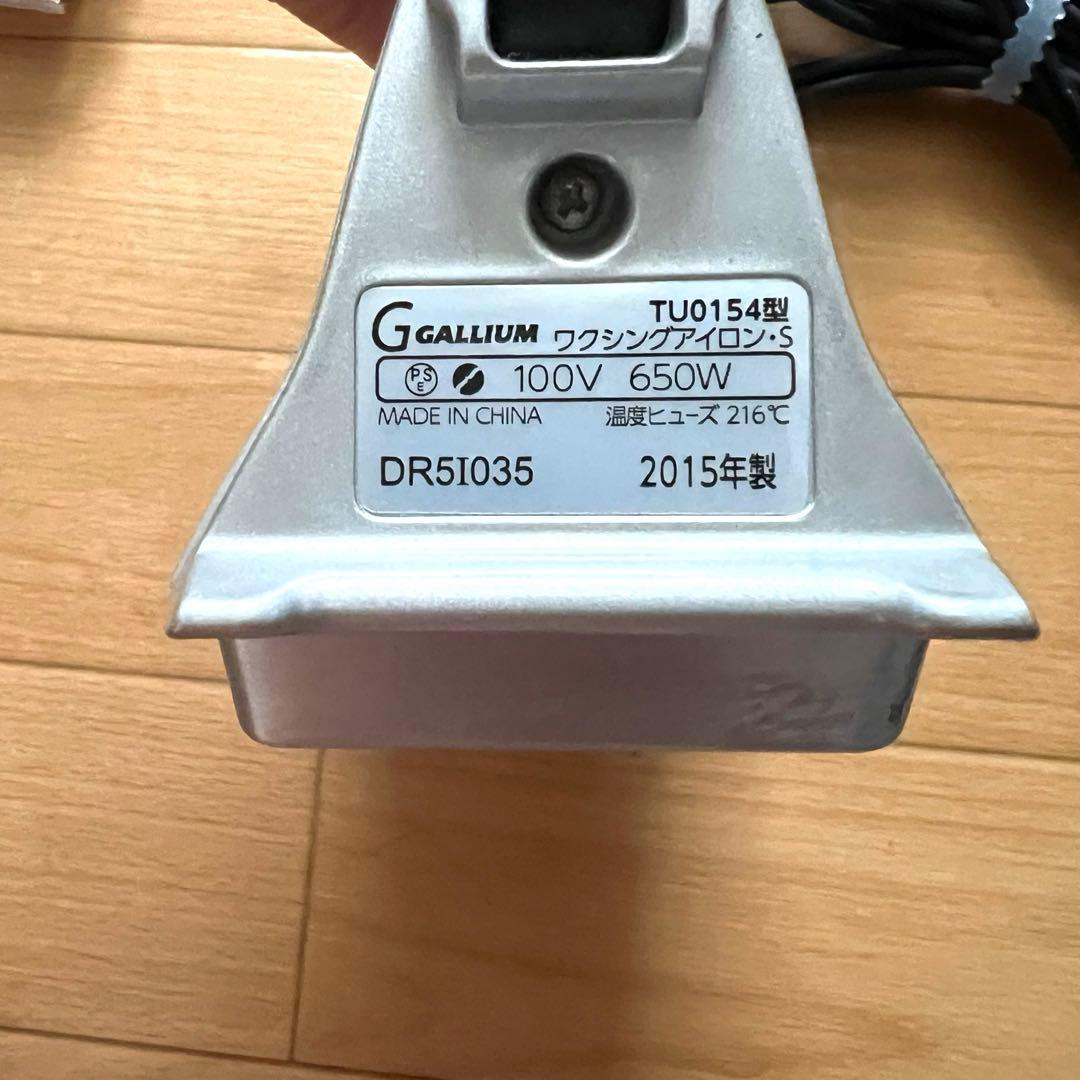 TU0154型
G GALLIUM ワクシングアイロン・S
PSE 100V 650W
MADE IN CHINA 温度ヒューズ 216℃
DR5I035 2015年製